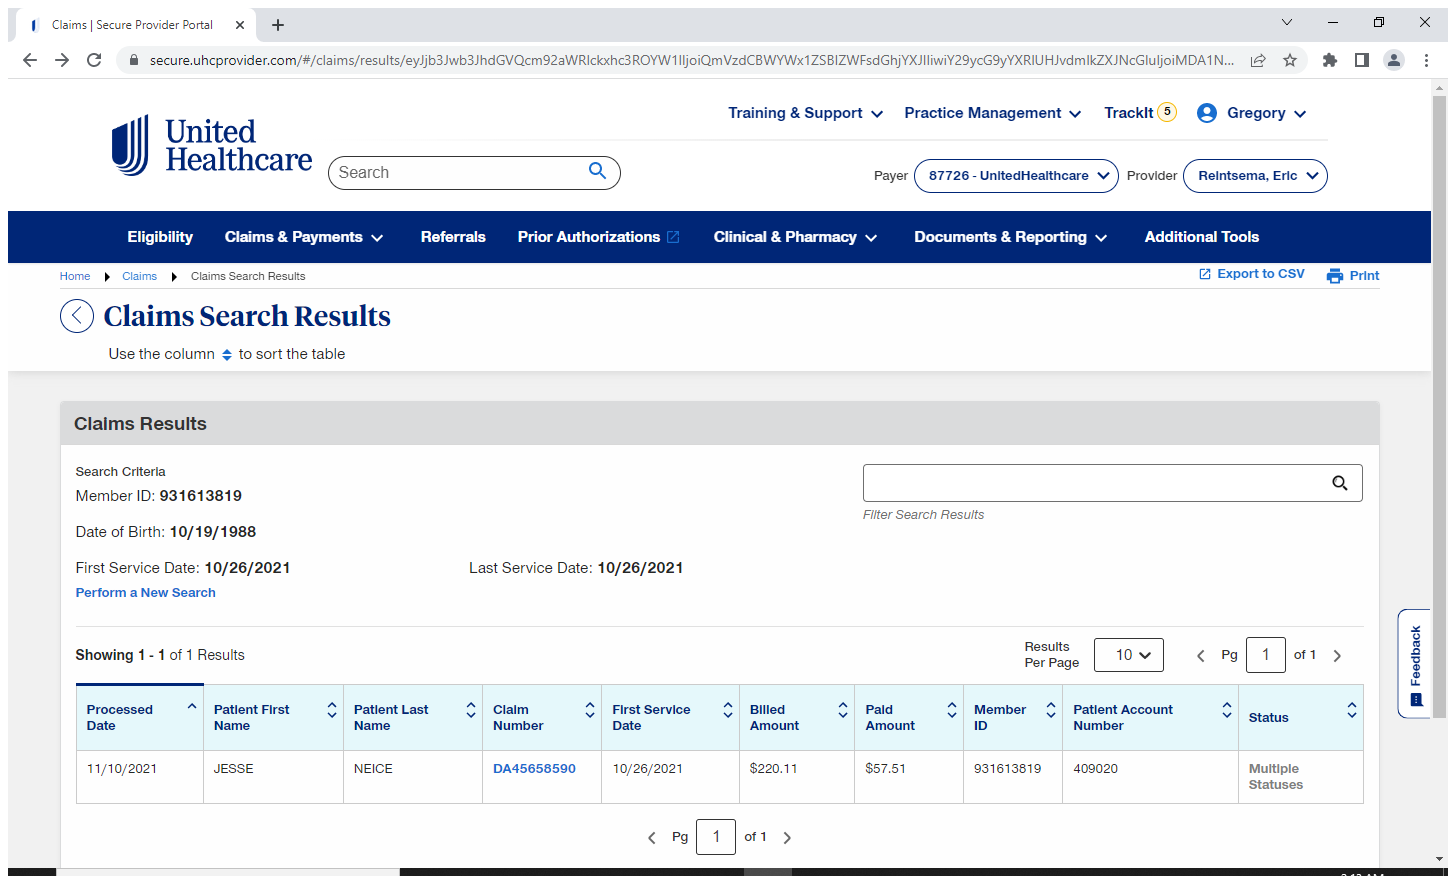 Claims | Secure Provider Portal
secure.uhcprovider.com/#/claims/results/
Training & Support
Practice Management
TrackIt 5
Gregory
United
Healthcare
Search
Payer
87726 - UnitedHealthcare
Provider
Reintsema, Eric
Eligibility
Claims & Payments
Referrals
Prior Authorizations
Clinical & Pharmacy
Documents & Reporting
Additional Tools
Home
Claims
Claims Search Results
Export to CSV
Print
Claims Search Results
Use the column to sort the table
Claims Results
Search Criteria
Member ID: 931613819
Filter Search Results
Date of Birth: 10/19/1988
First Service Date: 10/26/2021
Last Service Date: 10/26/2021
Perform a New Search
Showing 1 - 1 of 1 Results
Results
Per Page
10
Pg 1 of 1
Feedback
Processed
Date
Patient First
Name
Patient Last
Name
Claim
Number
First Service
Date
Billed
Amount
Paid
Amount
Member
ID
Patient Account
Number
Status
11/10/2021
JESSE
NEICE
DA45658590
10/26/2021
$220.11
$57.51
931613819
409020
Multiple
Statuses
Pg 1 of 1